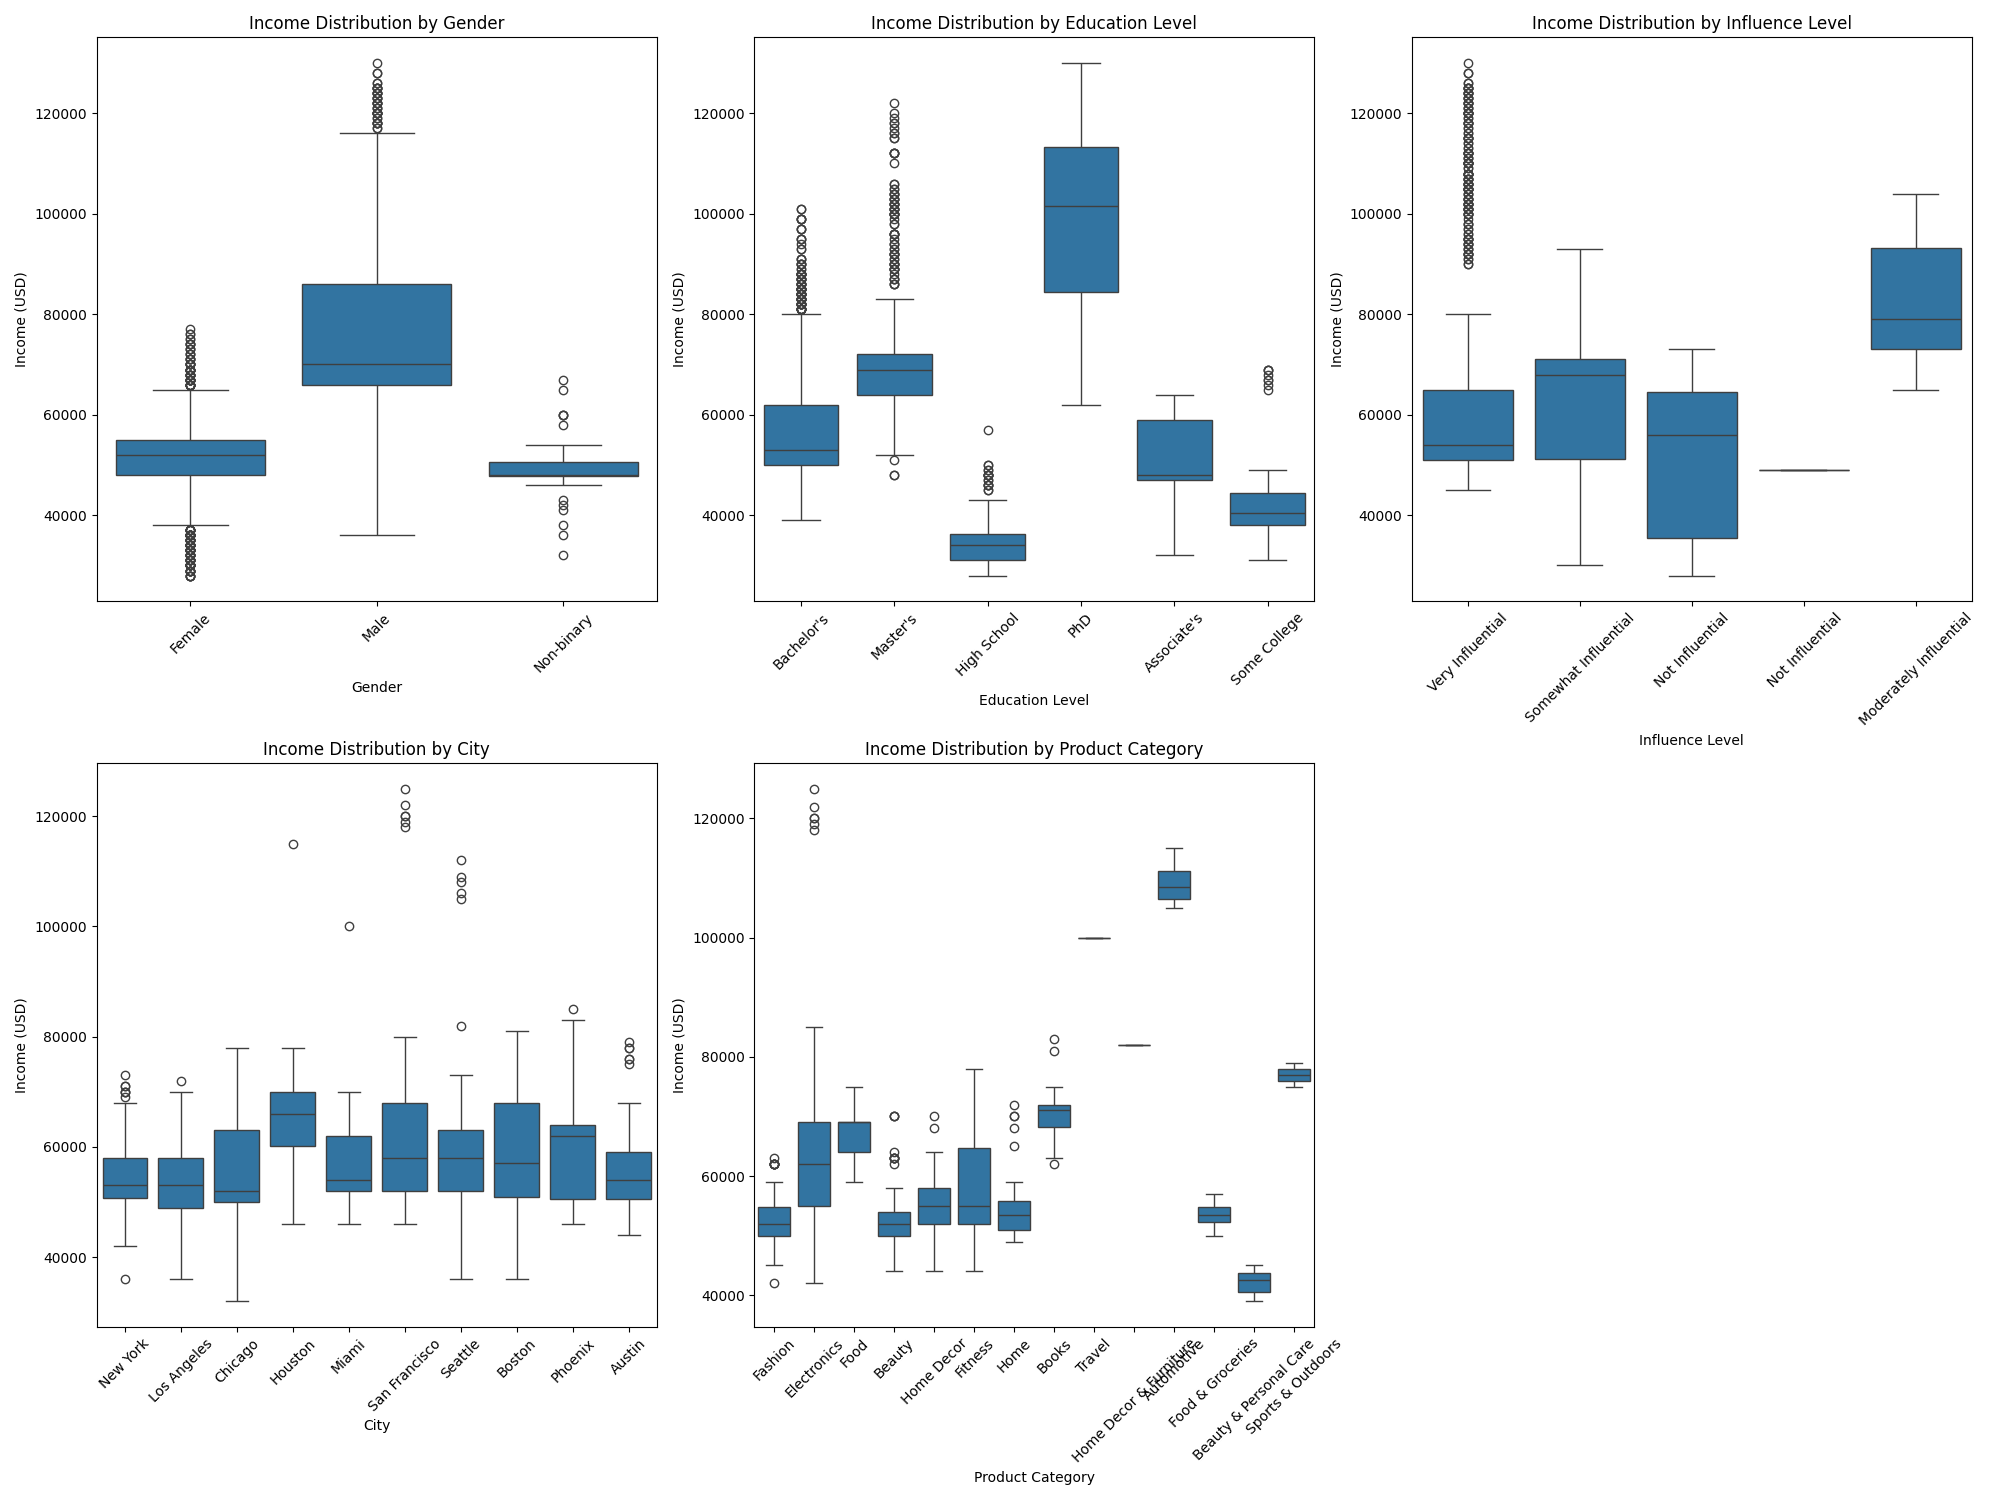 Income Distribution by Gender
Income (USD)
120000
100000
80000
60000
40000
Female
Male
Non-binary
Gender
Income Distribution by Education Level
Income (USD)
120000
100000
80000
60000
40000
Bachelor's
Master's
High School
PhD
Associate's
Some College
Education Level
Income Distribution by Influence Level
Income (USD)
120000
100000
80000
60000
40000
Very Influential
Somewhat Influential
Not Influential
Not Influential
Moderately Influential
Influence Level
Income Distribution by City
Income (USD)
120000
100000
80000
60000
40000
New York
Los Angeles
Chicago
Houston
Miami
San Francisco
Seattle
Boston
Phoenix
Austin
City
Income Distribution by Product Category
Income (USD)
120000
100000
80000
60000
40000
Fashion
Electronics
Food
Beauty
Home Decor
Fitness
Home
Books
Travel
Home Decor & Furniture
Automotive
Food & Groceries
Beauty & Personal Care
Sports & Outdoors
Product Category